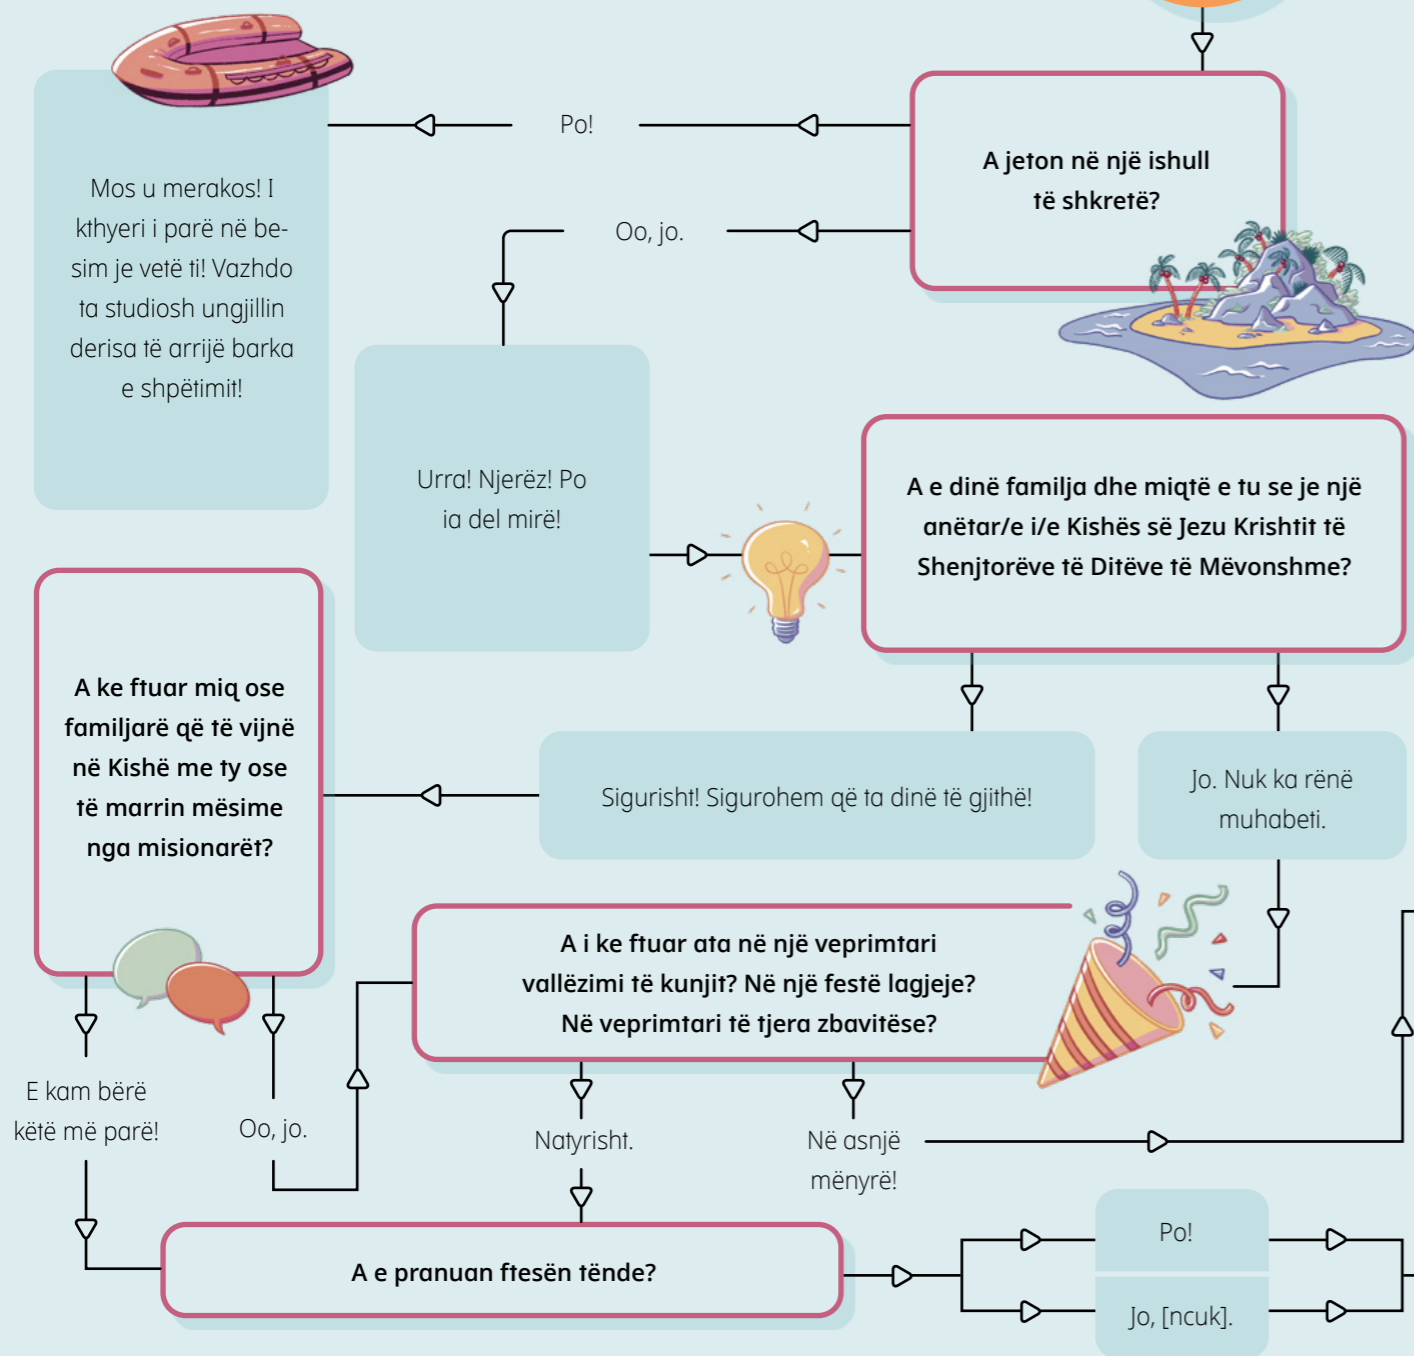 A jeton në një ishull
të shkretë?
Po!
Oo, jo.
Mos u merakos! I
kthyeri i parë në be-
sim je vetë ti! Vazhdo
ta studiosh ungjillin
derisa të arrijë barka
e shpëtimit!
Urra! Njerëz! Po
ia del mirë!
A e dinë familja dhe miqtë e tu se je një
anëtar/e i/e Kishës së Jezu Krishtit të
Shenjtorëve të Ditëve të Mëvonshme?
Sigurisht! Sigurohem që ta dinë të gjithë!
Jo. Nuk ka rënë
muhabeti.
A ke ftuar miq ose
familjarë që të vijnë
në Kishë me ty ose
të marrin mësime
nga misionarët?
E kam bërë
këtë më parë!
Oo, jo.
A i ke ftuar ata në një veprimtari
vallëzimi të kunjit? Në një festë lagjeje?
Në veprimtari të tjera zbavitëse?
Natyrisht.
Në asnjë
mënyrë!
A e pranuan ftesën tënde?
Po!
Jo, [ncuk].